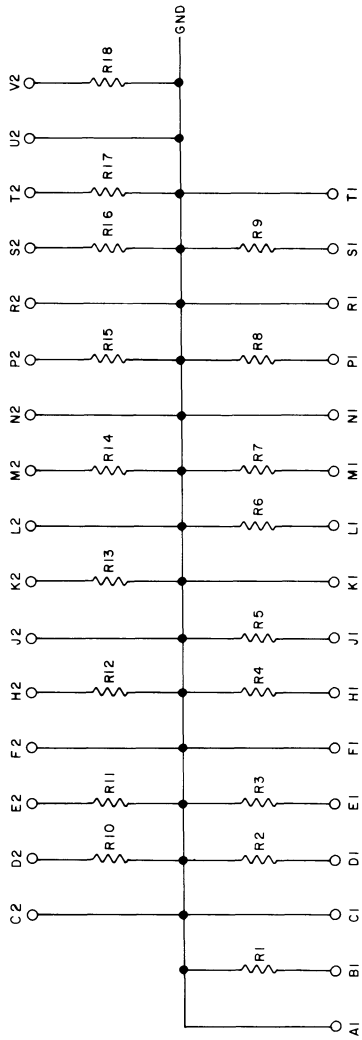 C2 D2 E2 F2 H2 J2 K2 L2 M2 N2 P2 R2 S2 T2 U2 V2
R10 R11 R12 R13 R14 R15 R16 R17 R18
GND
R1 R2 R3 R4 R5 R6 R7 R8 R9
A1 B1 C1 D1 E1 F1 H1 J1 K1 L1 M1 N1 P1 R1 S1 T1